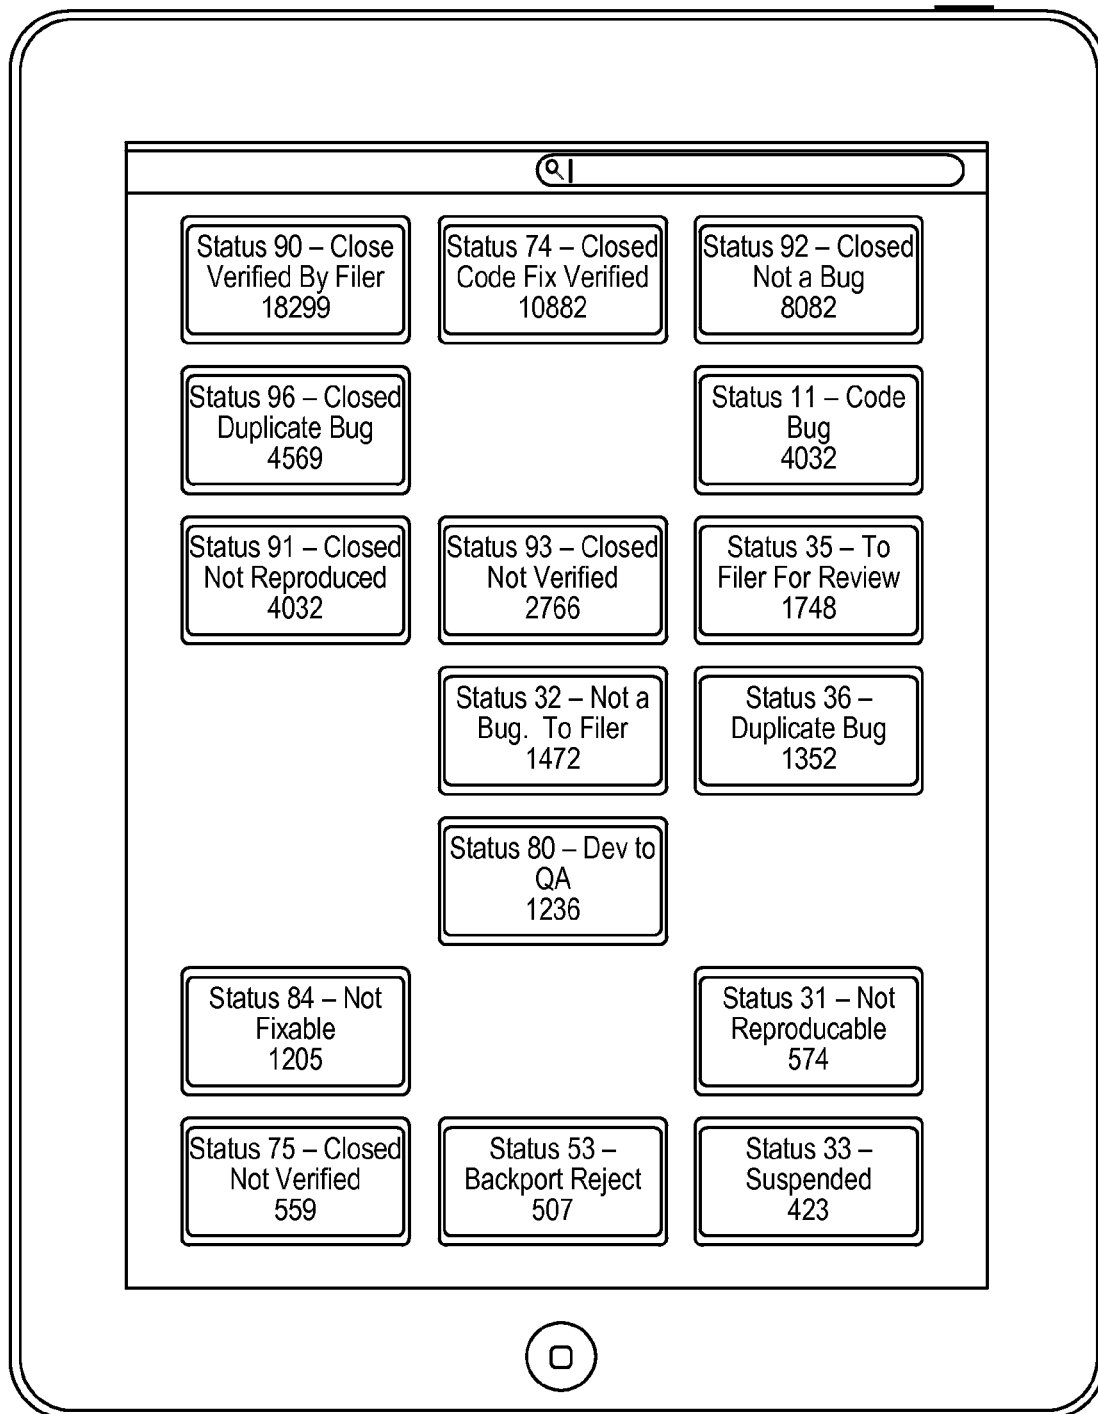 Status 90 – Close
Verified By Filer
18299
Status 74 – Closed
Code Fix Verified
10882
Status 92 – Closed
Not a Bug
8082
Status 96 – Closed
Duplicate Bug
4569
Status 11 – Code
Bug
4032
Status 91 – Closed
Not Reproduced
4032
Status 93 – Closed
Not Verified
2766
Status 35 – To
Filer For Review
1748
Status 32 – Not a
Bug.  To Filer
1472
Status 36 –
Duplicate Bug
1352
Status 80 – Dev to
QA
1236
Status 84 – Not
Fixable
1205
Status 31 – Not
Reproducable
574
Status 75 – Closed
Not Verified
559
Status 53 –
Backport Reject
507
Status 33 –
Suspended
423